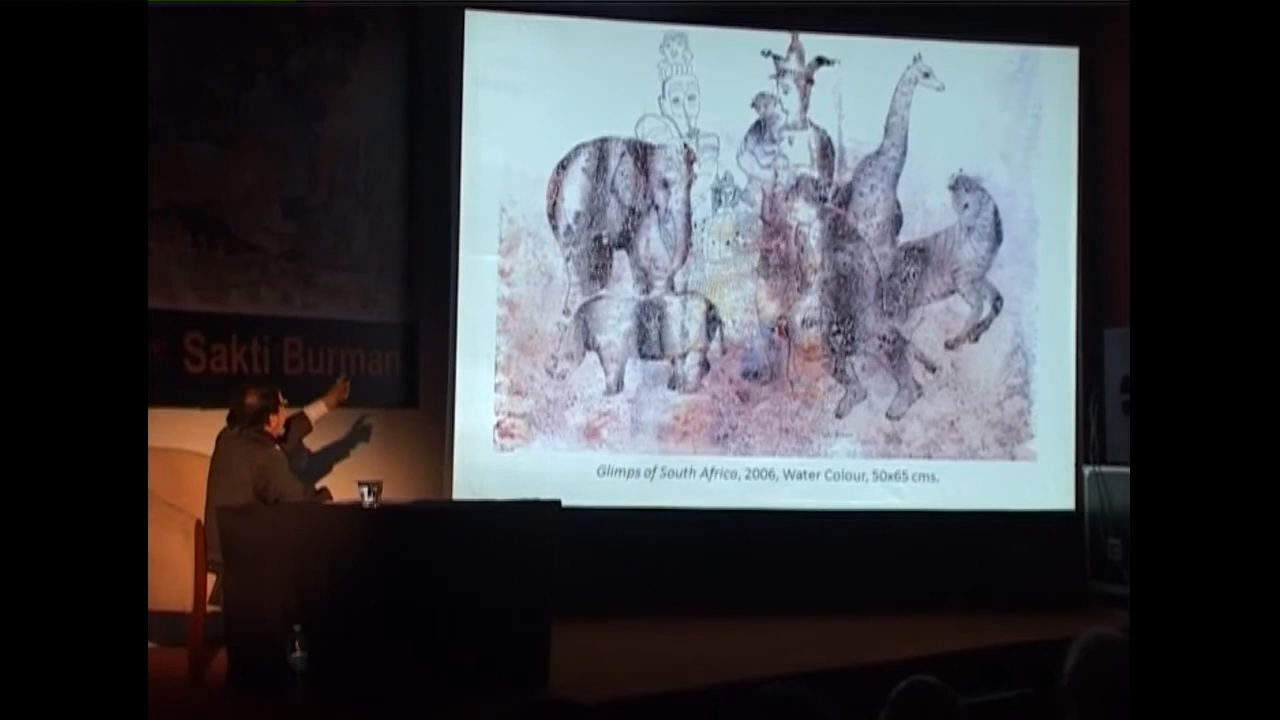 Sakti Burman
Glimps of South Africa, 2006, Water Colour, 50x65 cms.